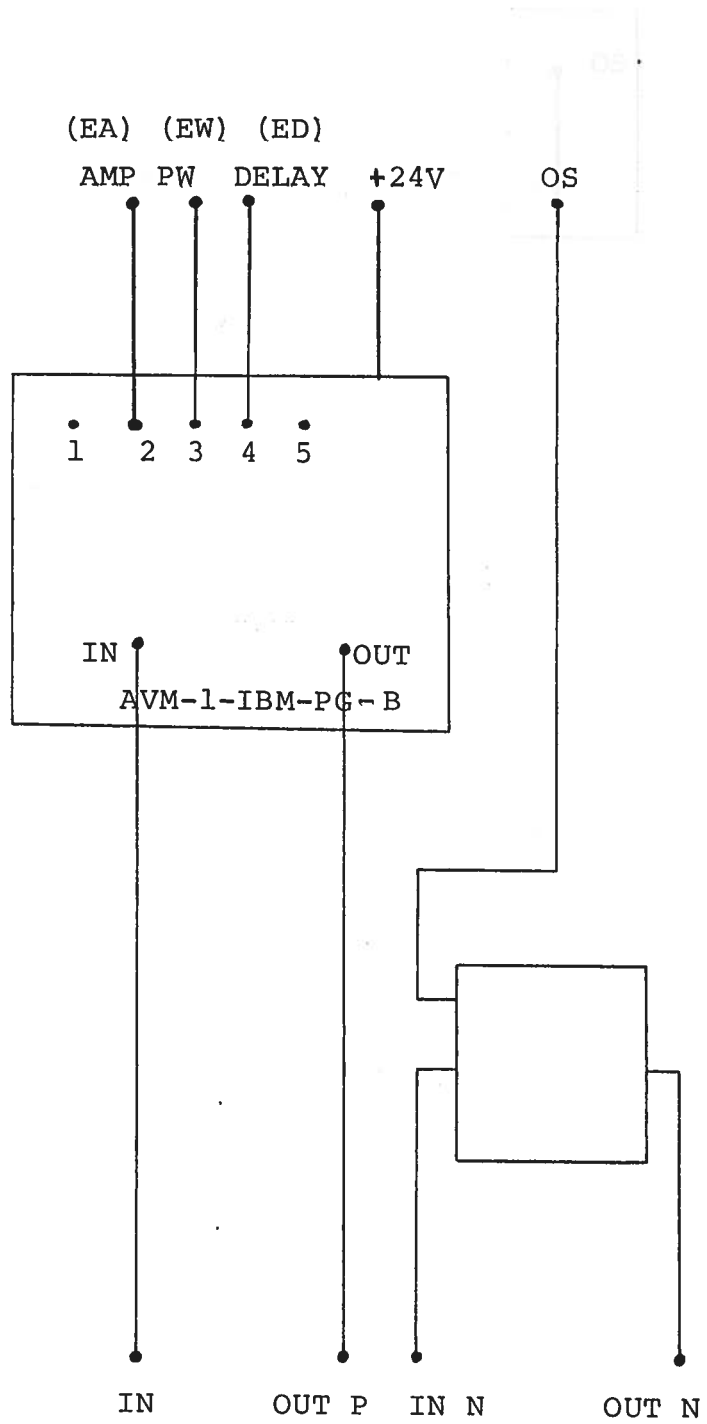 (EA) (EW) (ED)
AMP PW DELAY +24V OS
1 2 3 4 5
IN OUT
AVM-1-IBM-PG-B
IN OUT P IN N OUT N